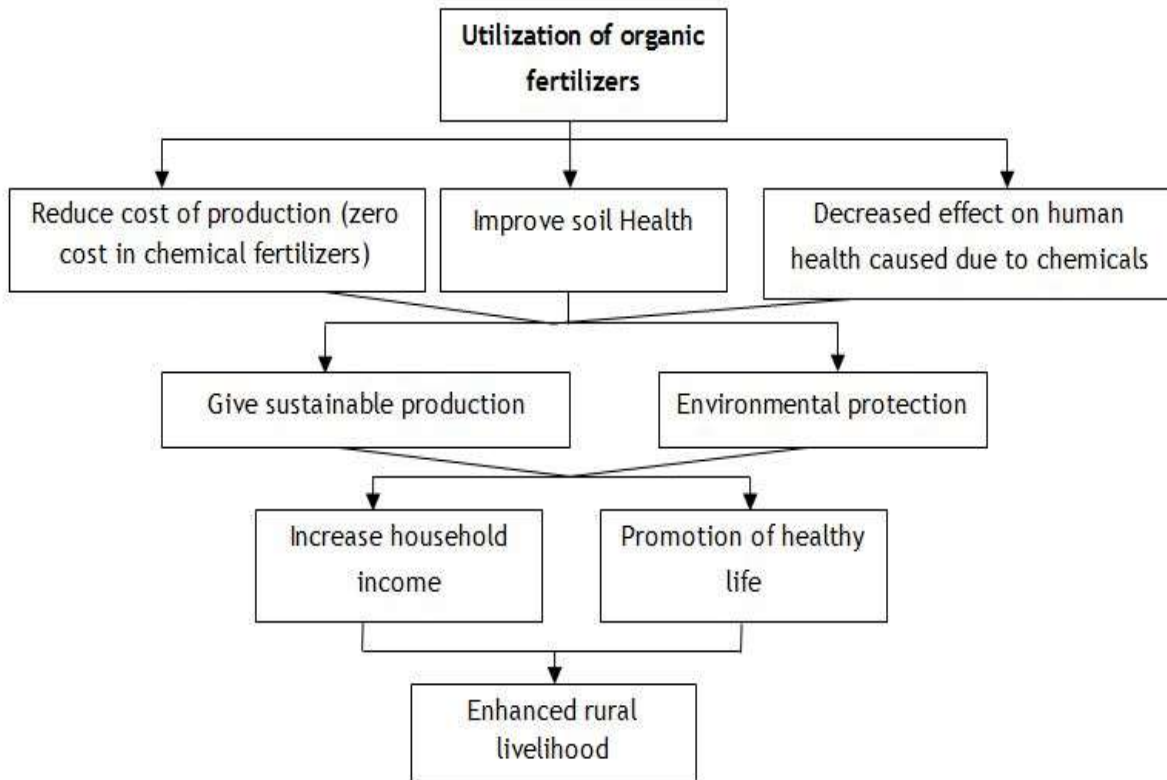 Utilization of organic
fertilizers
Reduce cost of production (zero
cost in chemical fertilizers)
Improve soil Health
Decreased effect on human
health caused due to chemicals
Give sustainable production
Environmental protection
Increase household
income
Promotion of healthy
life
Enhanced rural
livelihood